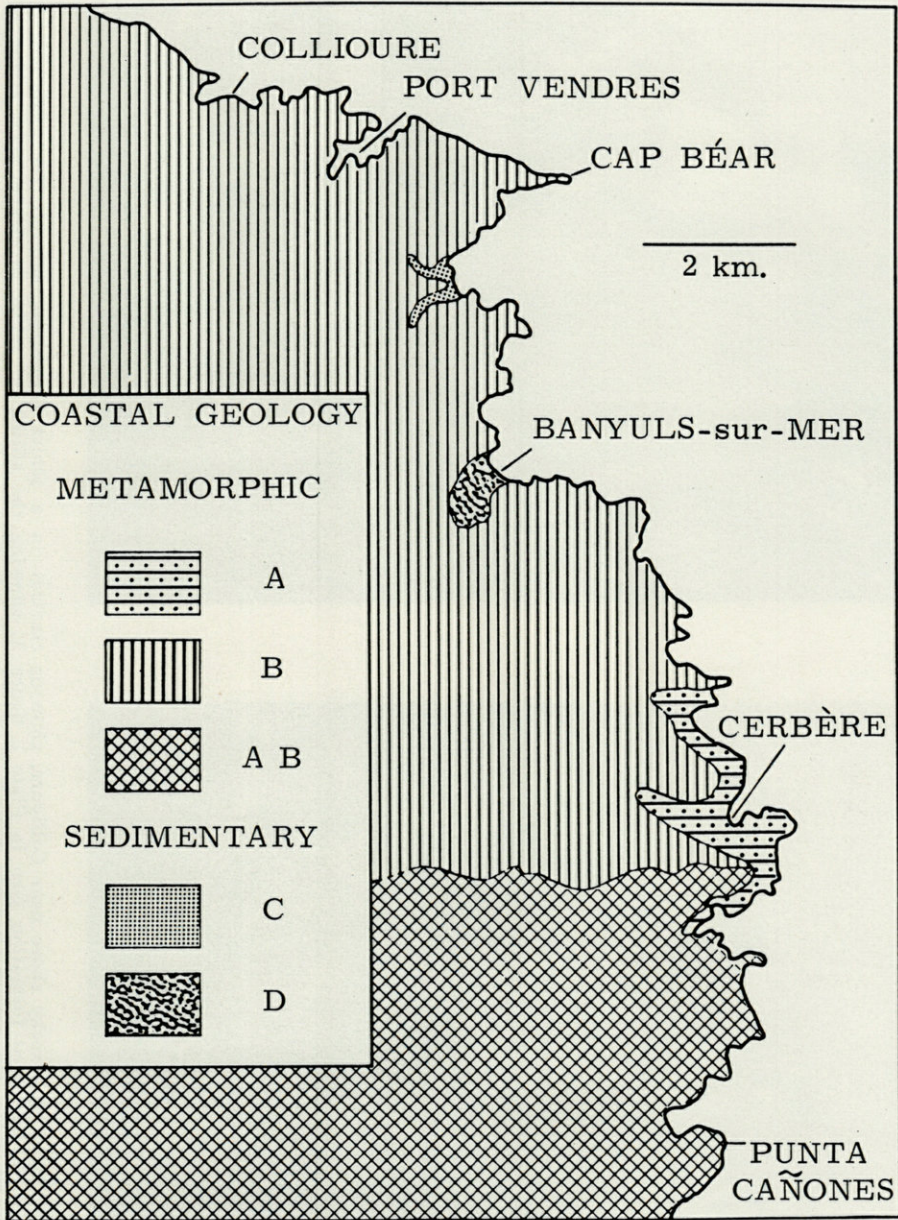 COLLIOURE
PORT VENDRES
CAP BÉAR
2 km.
COASTAL GEOLOGY
BANYULS-sur-MER
METAMORPHIC
A
B
CERBÈRE
A B
SEDIMENTARY
C
D
PUNTA
CAÑONES